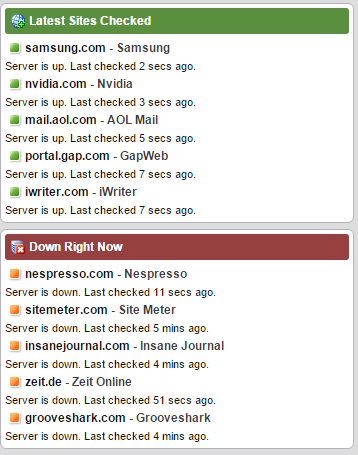 Latest Sites Checked
samsung.com - Samsung
Server is up. Last checked 2 secs ago.
nvidia.com - Nvidia
Server is up. Last checked 3 secs ago.
mail.aol.com - AOL Mail
Server is up. Last checked 5 secs ago.
portal.gap.com - GapWeb
Server is up. Last checked 7 secs ago.
iwriter.com - iWriter
Server is up. Last checked 7 secs ago.
Down Right Now
nespresso.com - Nespresso
Server is down. Last checked 11 secs ago.
sitemeter.com - Site Meter
Server is down. Last checked 5 mins ago.
insanejournal.com - Insane Journal
Server is down. Last checked 4 mins ago.
zeit.de - Zeit Online
Server is down. Last checked 51 secs ago.
grooveshark.com - Grooveshark
Server is down. Last checked 4 mins ago.